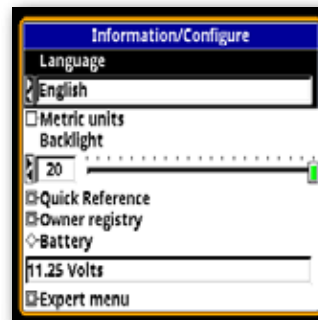 Information/Configure
Language
English
Metric units
Backlight
20
Quick Reference
Owner registry
Battery
11.25 Volts
Expert menu